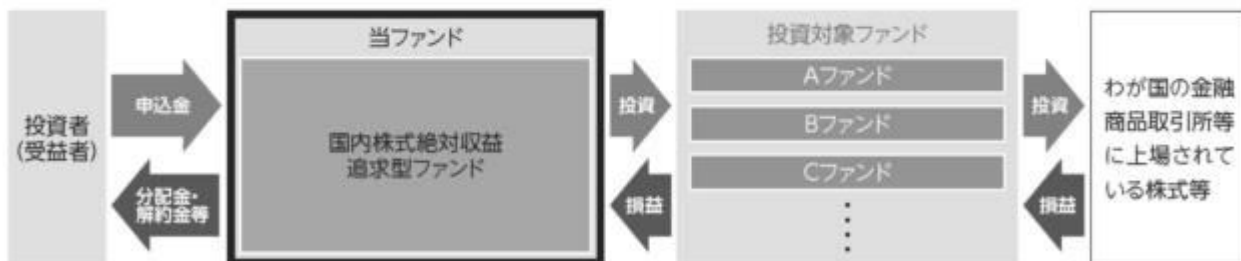 投資者
(受益者)
申込金
分配金・
解約金等
当ファンド
国内株式絶対収益
追求型ファンド
投資
損益
投資対象ファンド
Aファンド
Bファンド
Cファンド
投資
損益
わが国の金融
商品取引所等
に上場されて
いる株式等